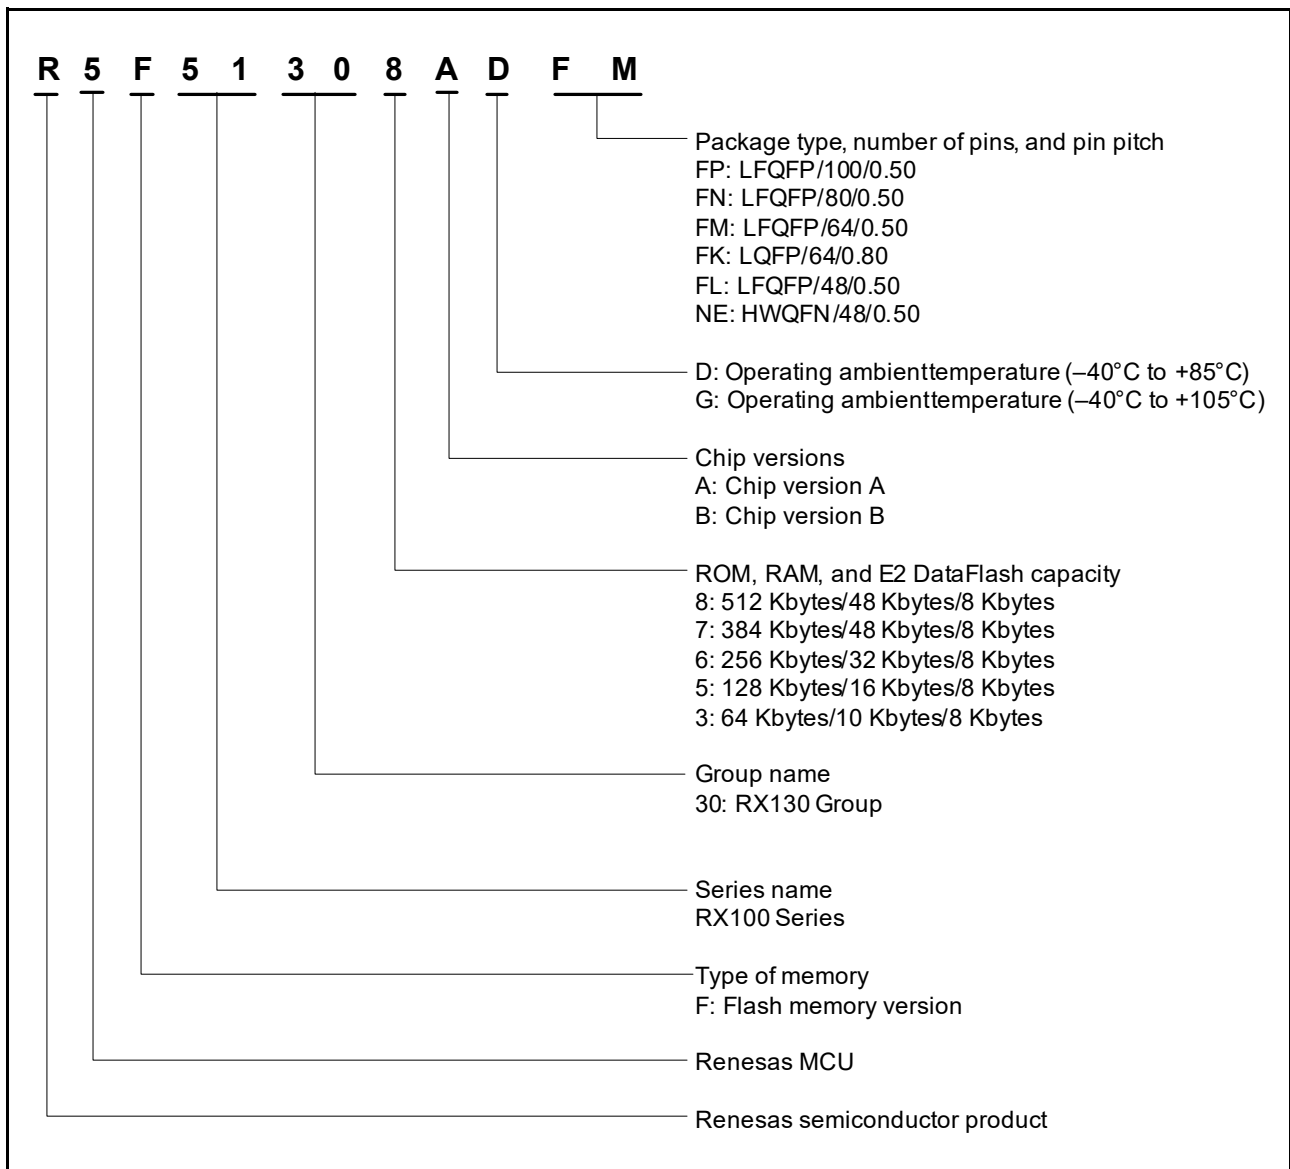 R 5 F 5 1 3 0 8 A D F M
Package type, number of pins, and pin pitch
FP: LFQFP/100/0.50
FN: LFQFP/80/0.50
FM: LFQFP/64/0.50
FK: LQFP/64/0.80
FL: LFQFP/48/0.50
NE: HWQFN/48/0.50
D: Operating ambienttemperature (–40°C to +85°C)
G: Operating ambienttemperature (–40°C to +105°C)
Chip versions
A: Chip version A
B: Chip version B
ROM, RAM, and E2 DataFlash capacity
8: 512 Kbytes/48 Kbytes/8 Kbytes
7: 384 Kbytes/48 Kbytes/8 Kbytes
6: 256 Kbytes/32 Kbytes/8 Kbytes
5: 128 Kbytes/16 Kbytes/8 Kbytes
3: 64 Kbytes/10 Kbytes/8 Kbytes
Group name
30: RX130 Group
Series name
RX100 Series
Type of memory
F: Flash memory version
Renesas MCU
Renesas semiconductor product